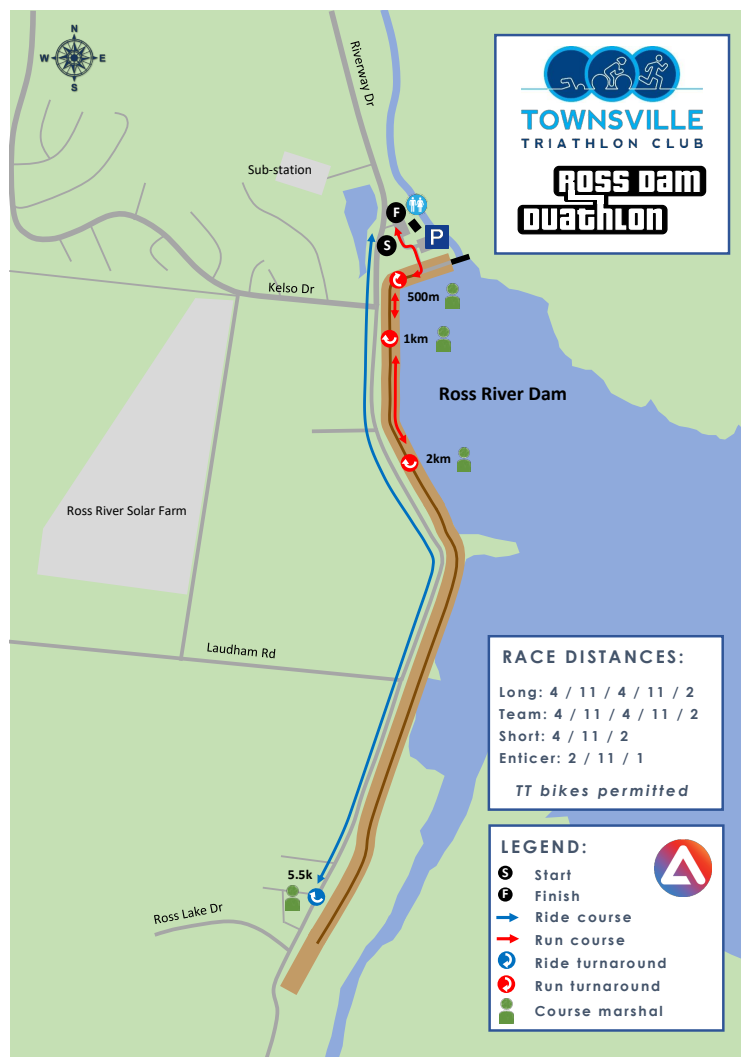 N
W
E
S
Riverway Dr
TOWNSVILLE
TRIATHLON CLUB
ROSS DAM
DUATHLON
Sub-station
F
P
S
Kelso Dr
500m
1km
Ross River Dam
2km
Ross River Solar Farm
Laudham Rd
RACE DISTANCES:
Long: 4 / 11 / 4 / 11 / 2
Team: 4 / 11 / 4 / 11 / 2
Short: 4 / 11 / 2
Enticer: 2 / 11 / 1
TT bikes permitted
5.5k
Ross Lake Dr
LEGEND:
S Start
F Finish
Ride course
Run course
Ride turnaround
Run turnaround
Course marshal